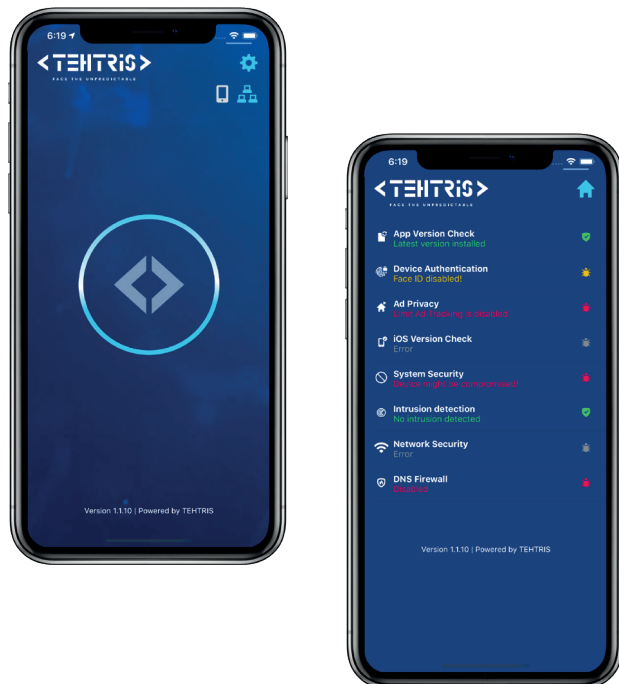 6:19
<TEHTRiS>
FACE THE UNPREDICTABLE
Version 1.1.10 | Powered by TEHTRIS
6:19
<TEHTRiS>
FACE THE UNPREDICTABLE
App Version Check
Latest version installed
Device Authentication
Face ID disabled!
Ad Privacy
Limit Ad Tracking is disabled
iOS Version Check
Error
System Security
Device might be compromised!
Intrusion detection
No intrusion detected
Network Security
Error
DNS Firewall
Disabled
Version 1.1.10 | Powered by TEHTRIS